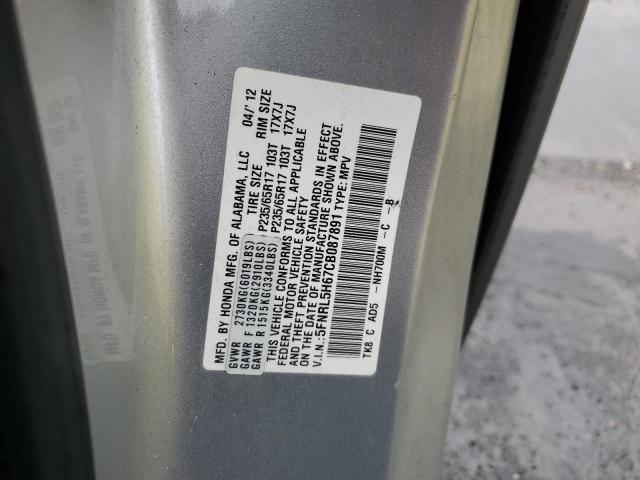 MFD. BY HONDA MFG. OF ALABAMA, LLC 04/'12
TIRE SIZE RIM SIZE
GVWR 2730KG(6019LBS)
GAWR F 1320KG(2910LBS) P235/65R17 103T 17X7J
GAWR R 1515KG(3340LBS) P235/65R17 103T 17X7J
THIS VEHICLE CONFORMS TO ALL APPLICABLE
FEDERAL MOTOR VEHICLE SAFETY
AND THEFT PREVENTION STANDARDS IN EFFECT
ON THE DATE OF MANUFACTURE SHOWN ABOVE.
V.I.N.:5FNRL5H67CB087891 TYPE: MPV
TK8 C AD5 -NH700M -C -B